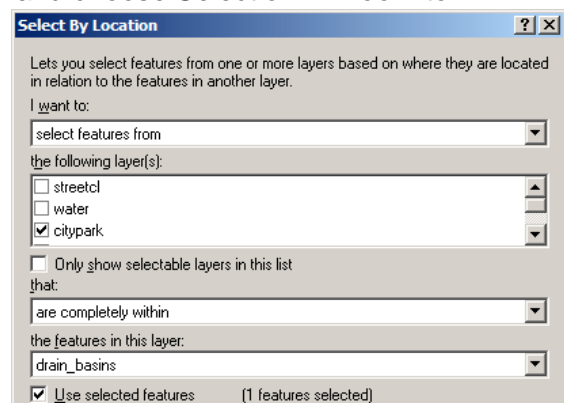 Select By Location
Lets you select features from one or more layers based on where they are located
in relation to the features in another layer.
I want to:
select features from
the following layer(s):
streetcl
water
citypark
Only show selectable layers in this list
that:
are completely within
the features in this layer:
drain_basins
Use selected features (1 features selected)